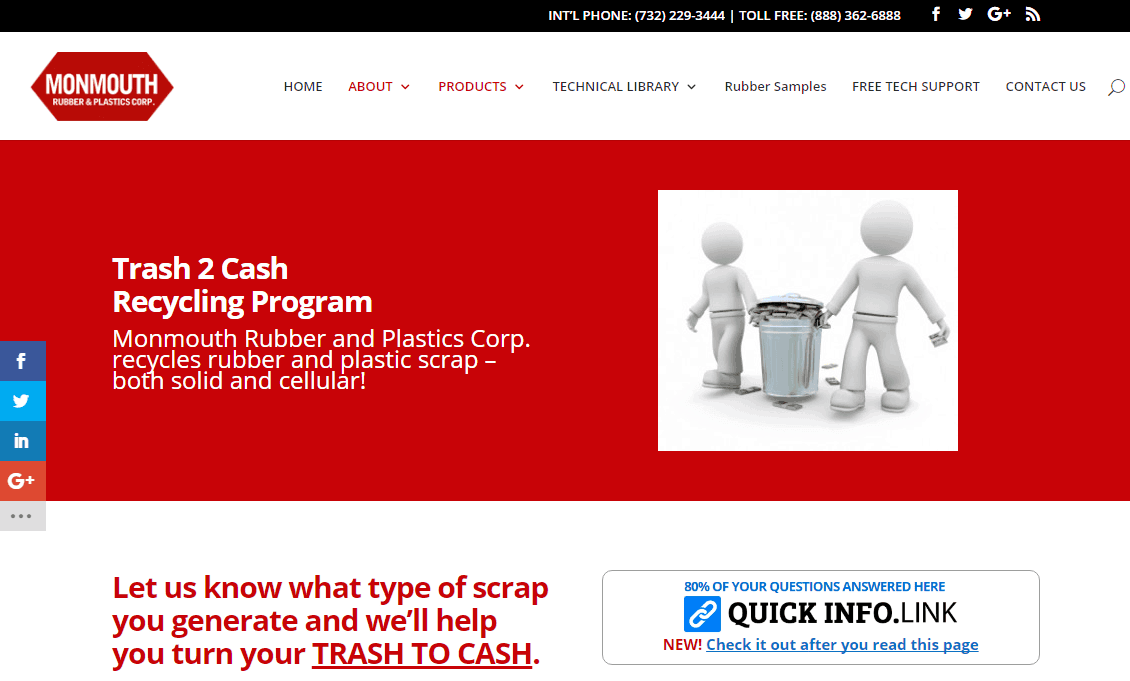 INT'L PHONE: (732) 229-3444 | TOLL FREE: (888) 362-6888
G+
MONMOUTH
RUBBER & PLASTICS CORP.
HOME ABOUT PRODUCTS TECHNICAL LIBRARY Rubber Samples FREE TECH SUPPORT CONTACT US
Trash 2 Cash
Recycling Program
Monmouth Rubber and Plastics Corp.
recycles rubber and plastic scrap –
both solid and cellular!
f
in
G+
Let us know what type of scrap
you generate and we’ll help
you turn your TRASH TO CASH.
80% OF YOUR QUESTIONS ANSWERED HERE
QUICK INFO.LINK
NEW! Check it out after you read this page